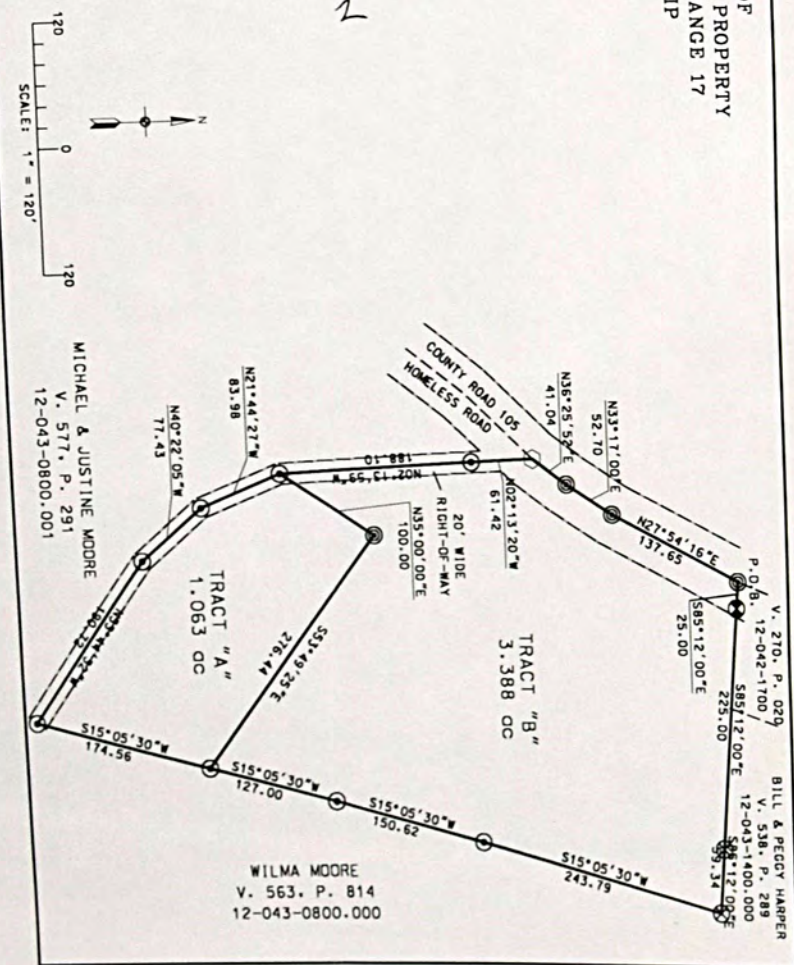 OF
PROPERTY
ANGE 17
IP
N
120
0
120
SCALE: 1" = 120'
N
COUNTY ROAD 105
HOMELESS ROAD
N36°25'52"E
41.04
N33°17'00"E
52.70
N27°54'16"E
137.65
P.O.B.
V. 270, P. 020
12-042-1700
S85°12'00"E
25.00
S85°12'00"E
225.00
BILL & PEGGY HARPER
V. 538, P. 289
12-043-1400.000
S86°12'00"E
59.34
N02°13'20"W
61.42
188.10
N02°13'59"W
20' WIDE
RIGHT-OF-WAY
N35°00'00"E
100.00
N21°44'27"W
83.98
N40°22'05"W
77.43
180.72
TRACT "A"
1.063 ac
S53°49'25"E
276.44
TRACT "B"
3.388 ac
S15°05'30"W
174.56
S15°05'30"W
127.00
S15°05'30"W
150.62
S15°05'30"W
243.79
MICHAEL & JUSTINE MOORE
V. 577, P. 291
12-043-0800.001
WILMA MOORE
V. 563, P. 814
12-043-0800.000